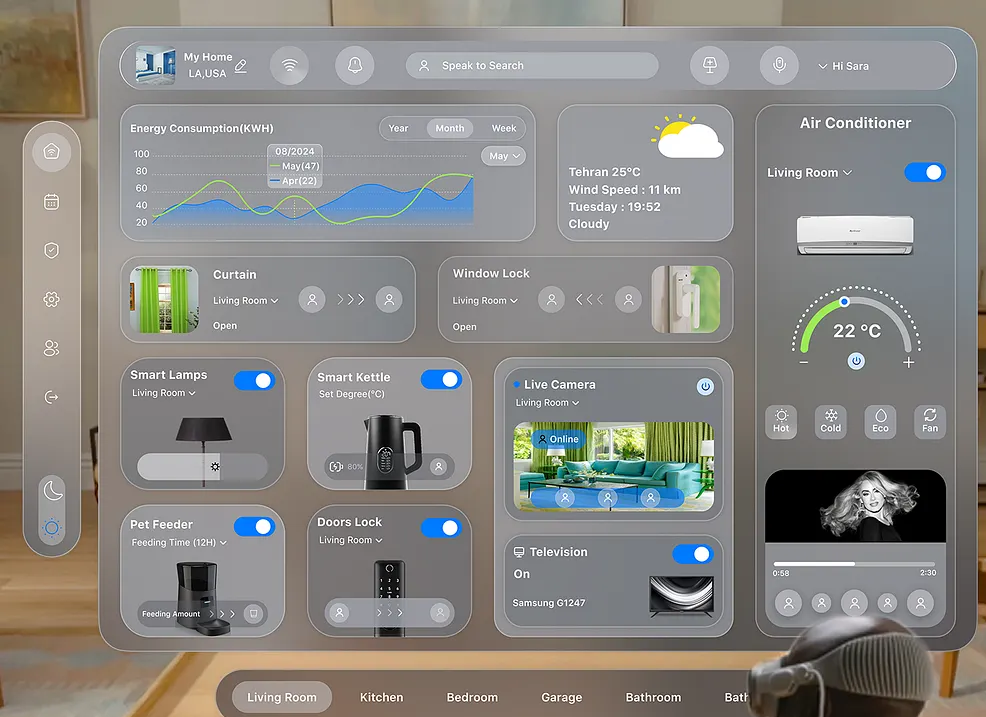 My Home
LA,USA
Speak to Search
Hi Sara
Energy Consumption(KWH)
Year
Month
Week
May
100
80
60
40
20
08/2024
May(47)
Apr(22)
Tehran 25°C
Wind Speed : 11 km
Tuesday : 19:52
Cloudy
Air Conditioner
Living Room
22 °C
Hot
Cold
Eco
Fan
0:58
2:30
Curtain
Living Room
Open
Window Lock
Living Room
Open
Smart Lamps
Living Room
Smart Kettle
Set Degree(°C)
80%
Live Camera
Living Room
Online
Pet Feeder
Feeding Time (12H)
Feeding Amount
Doors Lock
Living Room
Television
On
Samsung G1247
Living Room
Kitchen
Bedroom
Garage
Bathroom
Bath